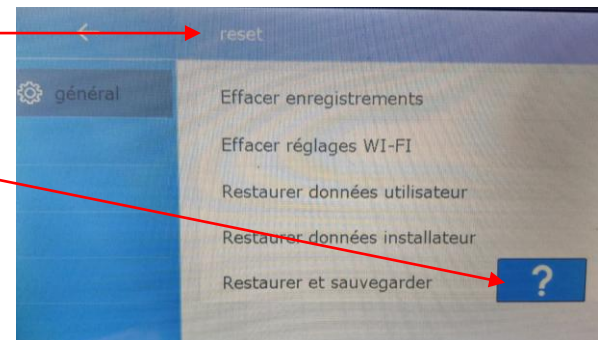 reset
général
Effacer enregistrements
Effacer réglages WI-FI
Restaurer données utilisateur
Restaurer données installateur
Restaurer et sauvegarder
?